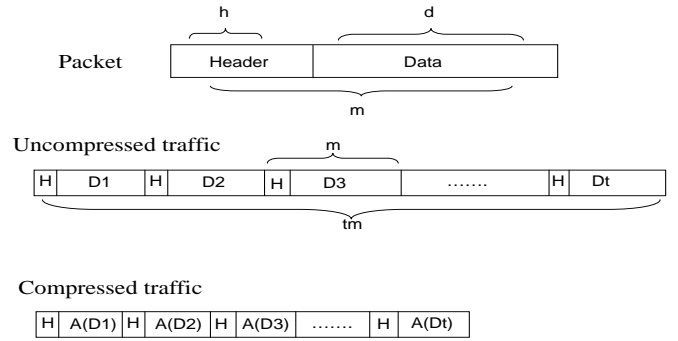 h d
Packet Header Data
m
Uncompressed traffic
m
H D1 H D2 H D3 ....... H Dt
tm
Compressed traffic
H A(D1) H A(D2) H A(D3) ....... H A(Dt)